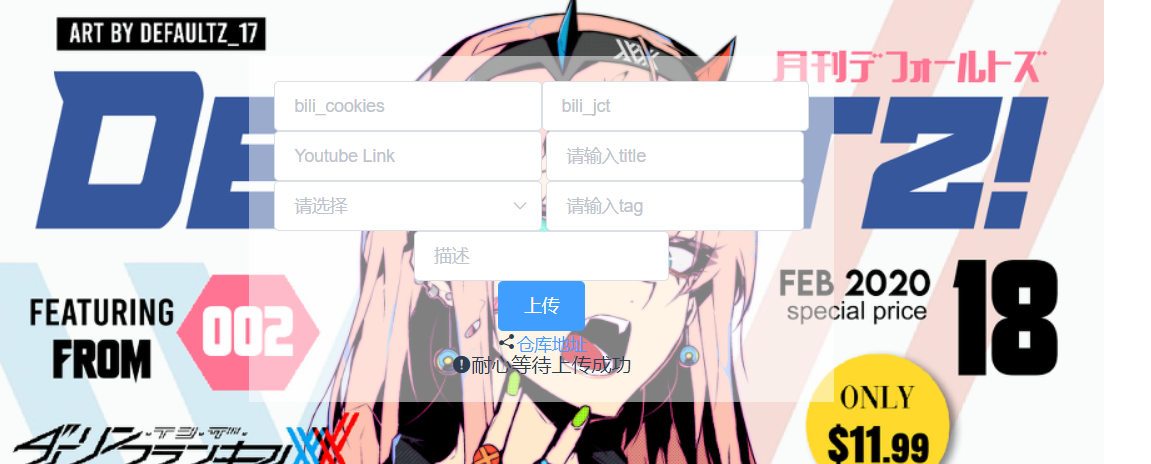 ART BY DEFAULTZ_17
月刊デフォールトズ
bili_cookies
bili_jct
Youtube Link
请输入title
请选择
请输入tag
描述
上传
仓库地址
耐心等待上传成功
FEATURING
002
FROM
FEB 2020
special price
18
ONLY
$11.99